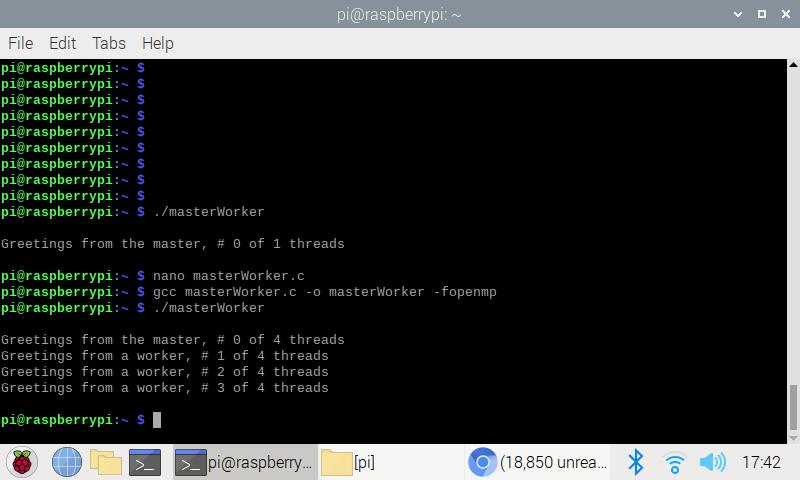 pi@raspberrypi: ~
File Edit Tabs Help
pi@raspberrypi:~ $
pi@raspberrypi:~ $
pi@raspberrypi:~ $
pi@raspberrypi:~ $
pi@raspberrypi:~ $
pi@raspberrypi:~ $
pi@raspberrypi:~ $
pi@raspberrypi:~ $
pi@raspberrypi:~ $
pi@raspberrypi:~ $ ./masterWorker
Greetings from the master, # 0 of 1 threads
pi@raspberrypi:~ $ nano masterWorker.c
pi@raspberrypi:~ $ gcc masterWorker.c -o masterWorker -fopenmp
pi@raspberrypi:~ $ ./masterWorker
Greetings from the master, # 0 of 4 threads
Greetings from a worker, # 1 of 4 threads
Greetings from a worker, # 2 of 4 threads
Greetings from a worker, # 3 of 4 threads
pi@raspberrypi:~ $
>_ >_ pi@raspberry... [pi] (18,850 unrea... 17:42